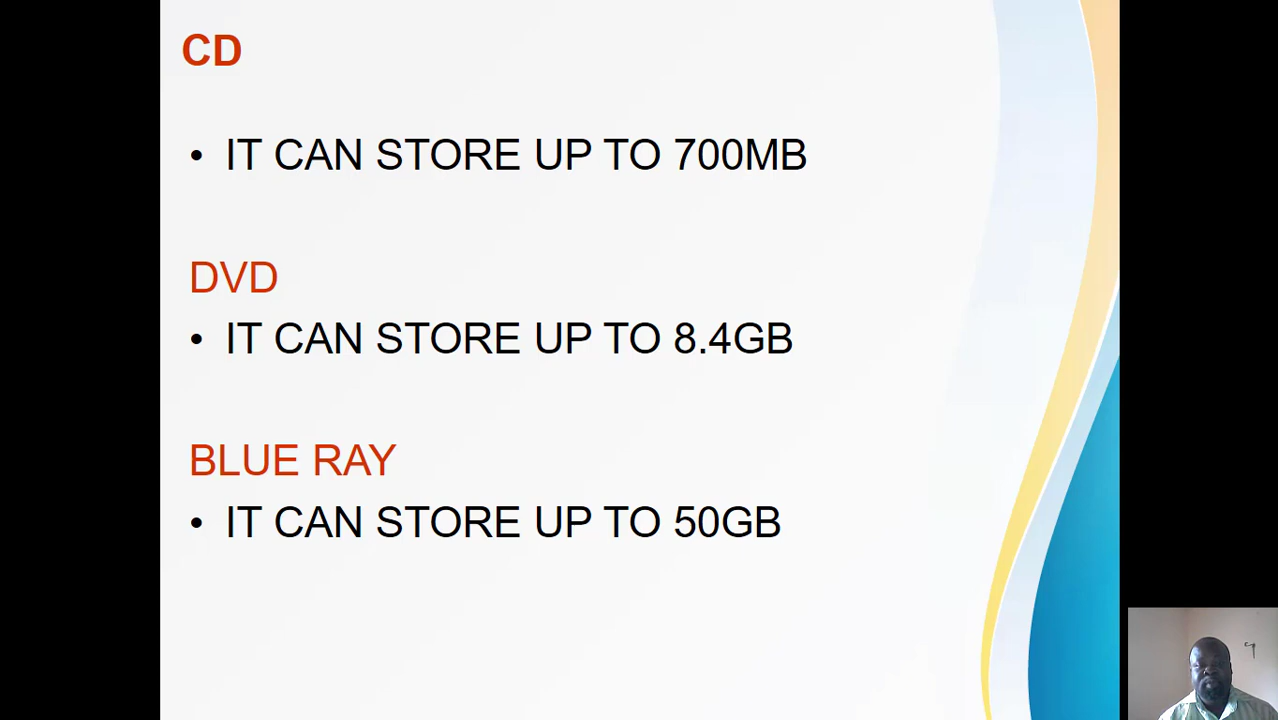 CD
• IT CAN STORE UP TO 700MB
DVD
• IT CAN STORE UP TO 8.4GB
BLUE RAY
• IT CAN STORE UP TO 50GB